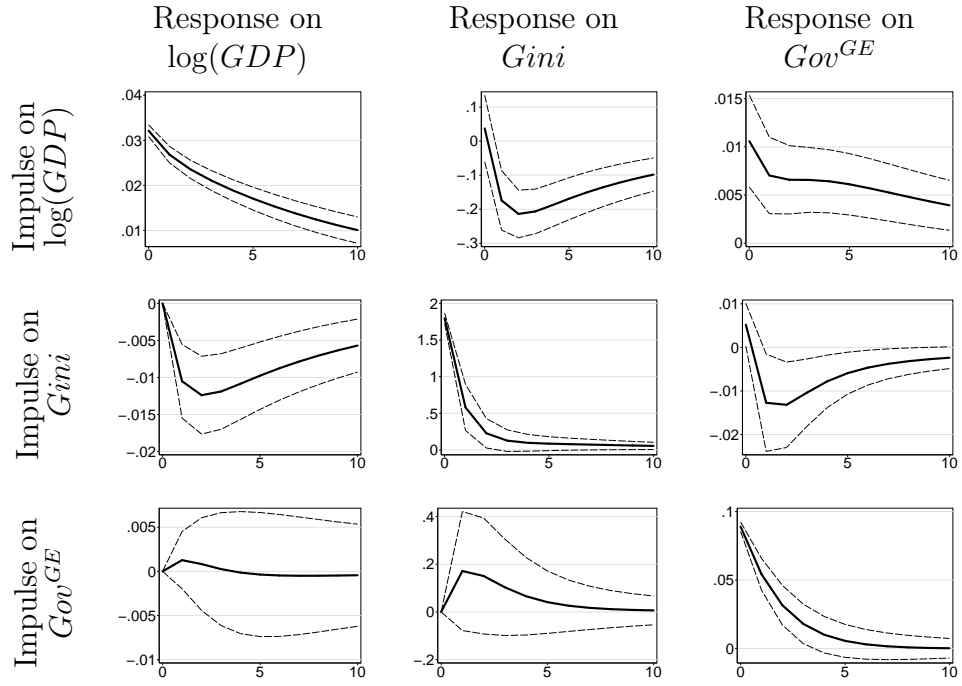 Response on
log(GDP)
Response on
Gini
Response on
Gov^{GE}
Impulse on
log(GDP)
.04
.03
.02
.01
0 5 10
.1
0
-.1
-.2
-.3
0 5 10
.015
.01
.005
0
0 5 10
Impulse on
Gini
0
-.005
-.01
-.015
-.02
0 5 10
2
1.5
1
.5
0
0 5 10
.01
0
-.01
-.02
0 5 10
Impulse on
Gov^{GE}
.005
0
-.005
-.01
0 5 10
.4
.2
0
-.2
0 5 10
.1
.05
0
0 5 10